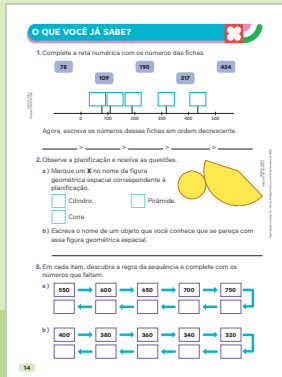 O QUE VOCÊ JÁ SABE?
1. Complete a reta numérica com os números das fichas.
78 190 434
109 317
0 100 200 300 400 500
Agora, escreva os números dessas fichas em ordem decrescente.
> > > >
2. Observe a planificação e resolva as questões.
a) Marque um X no nome da figura
geométrica espacial correspondente à
planificação.
Cilindro. Pirâmide.
Cone.
b) Escreva o nome de um objeto que você conhece que se pareça com
essa figura geométrica espacial.
3. Em cada item, descubra a regra da sequência e complete com os
números que faltam.
a) 550 600 650 700 750
b) 400 380 360 340 320
14